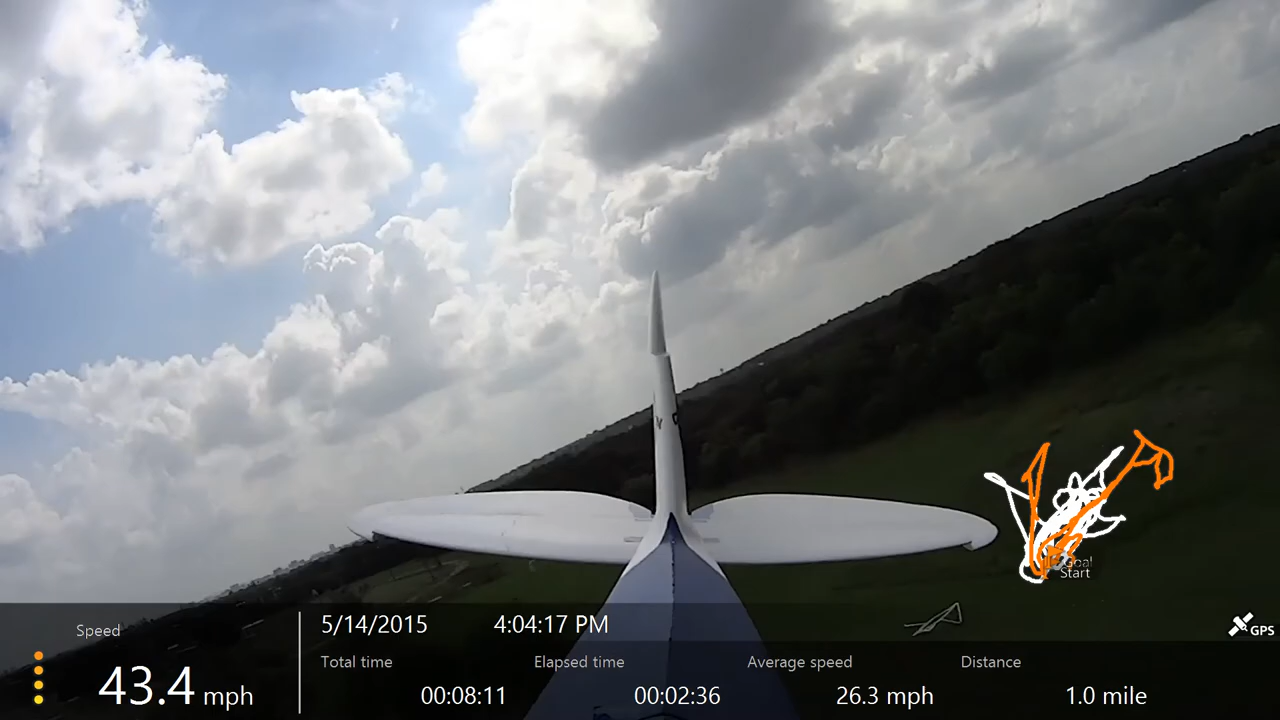 Goal
Start
Speed
43.4 mph
5/14/2015 4:04:17 PM
GPS
Total time Elapsed time Average speed Distance
00:08:11 00:02:36 26.3 mph 1.0 mile